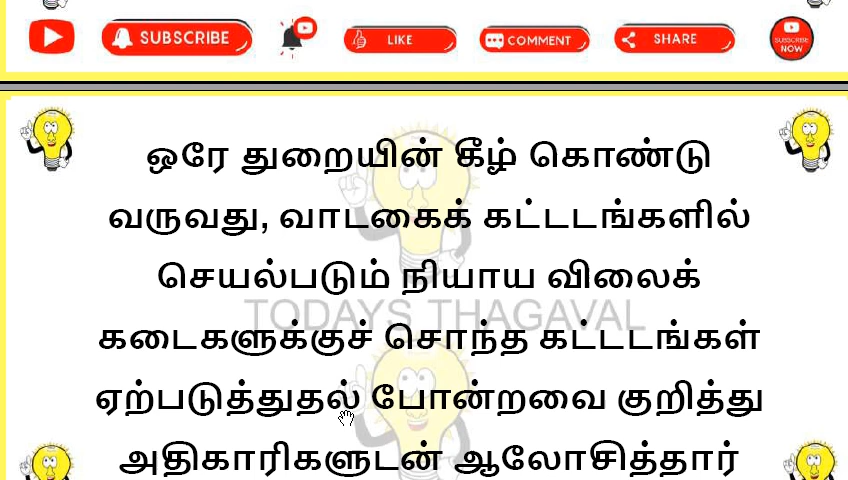 SUBSCRIBE LIKE COMMENT SHARE SUBSCRIBE NOW
ஒரே துறையின் கீழ் கொண்டு
வருவது, வாடகைக் கட்டடங்களில்
செயல்படும் நியாய விலைக்
TODAYS THAGAVAL
கடைகளுக்குச் சொந்த கட்டடங்கள்
ஏற்படுத்துதல் போன்றவை குறித்து
அதிகாரிகளுடன் ஆலோசித்தார்